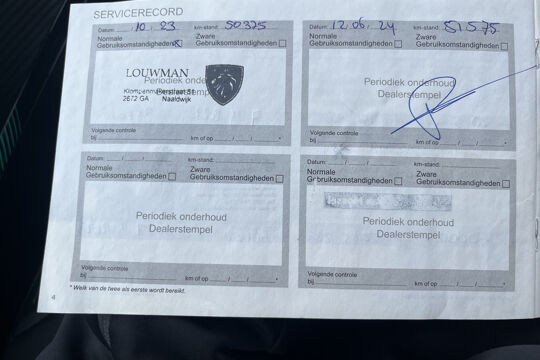 SERVICERECORD
Datum: 10 . 23 km-stand: 50375
Normale Gebruiksomstandigheden Zware Gebruiksomstandigheden
LOUWMAN
Periodiek onderhoud
Dealerstempel
2672 GA Naaldwijk
Volgende controle
bij km of op / / *
Datum: 12.06.24 km-stand: 51575
Normale Gebruiksomstandigheden Zware Gebruiksomstandigheden
Periodiek onderhoud
Dealerstempel
Volgende controle
bij km of op / / *
Datum: / / km-stand:
Normale Gebruiksomstandigheden Zware Gebruiksomstandigheden
Periodiek onderhoud
Dealerstempel
Volgende controle
bij km of op / / *
Datum: / / km-stand:
Normale Gebruiksomstandigheden Zware Gebruiksomstandigheden
Periodiek onderhoud
Dealerstempel
Volgende controle
bij km of op / / *
* Welk van de twee als eerste wordt bereikt.
4